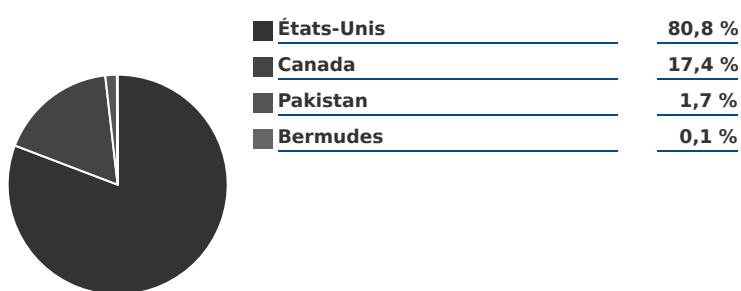 États-Unis 80,8 %
Canada 17,4 %
Pakistan 1,7 %
Bermudes 0,1 %